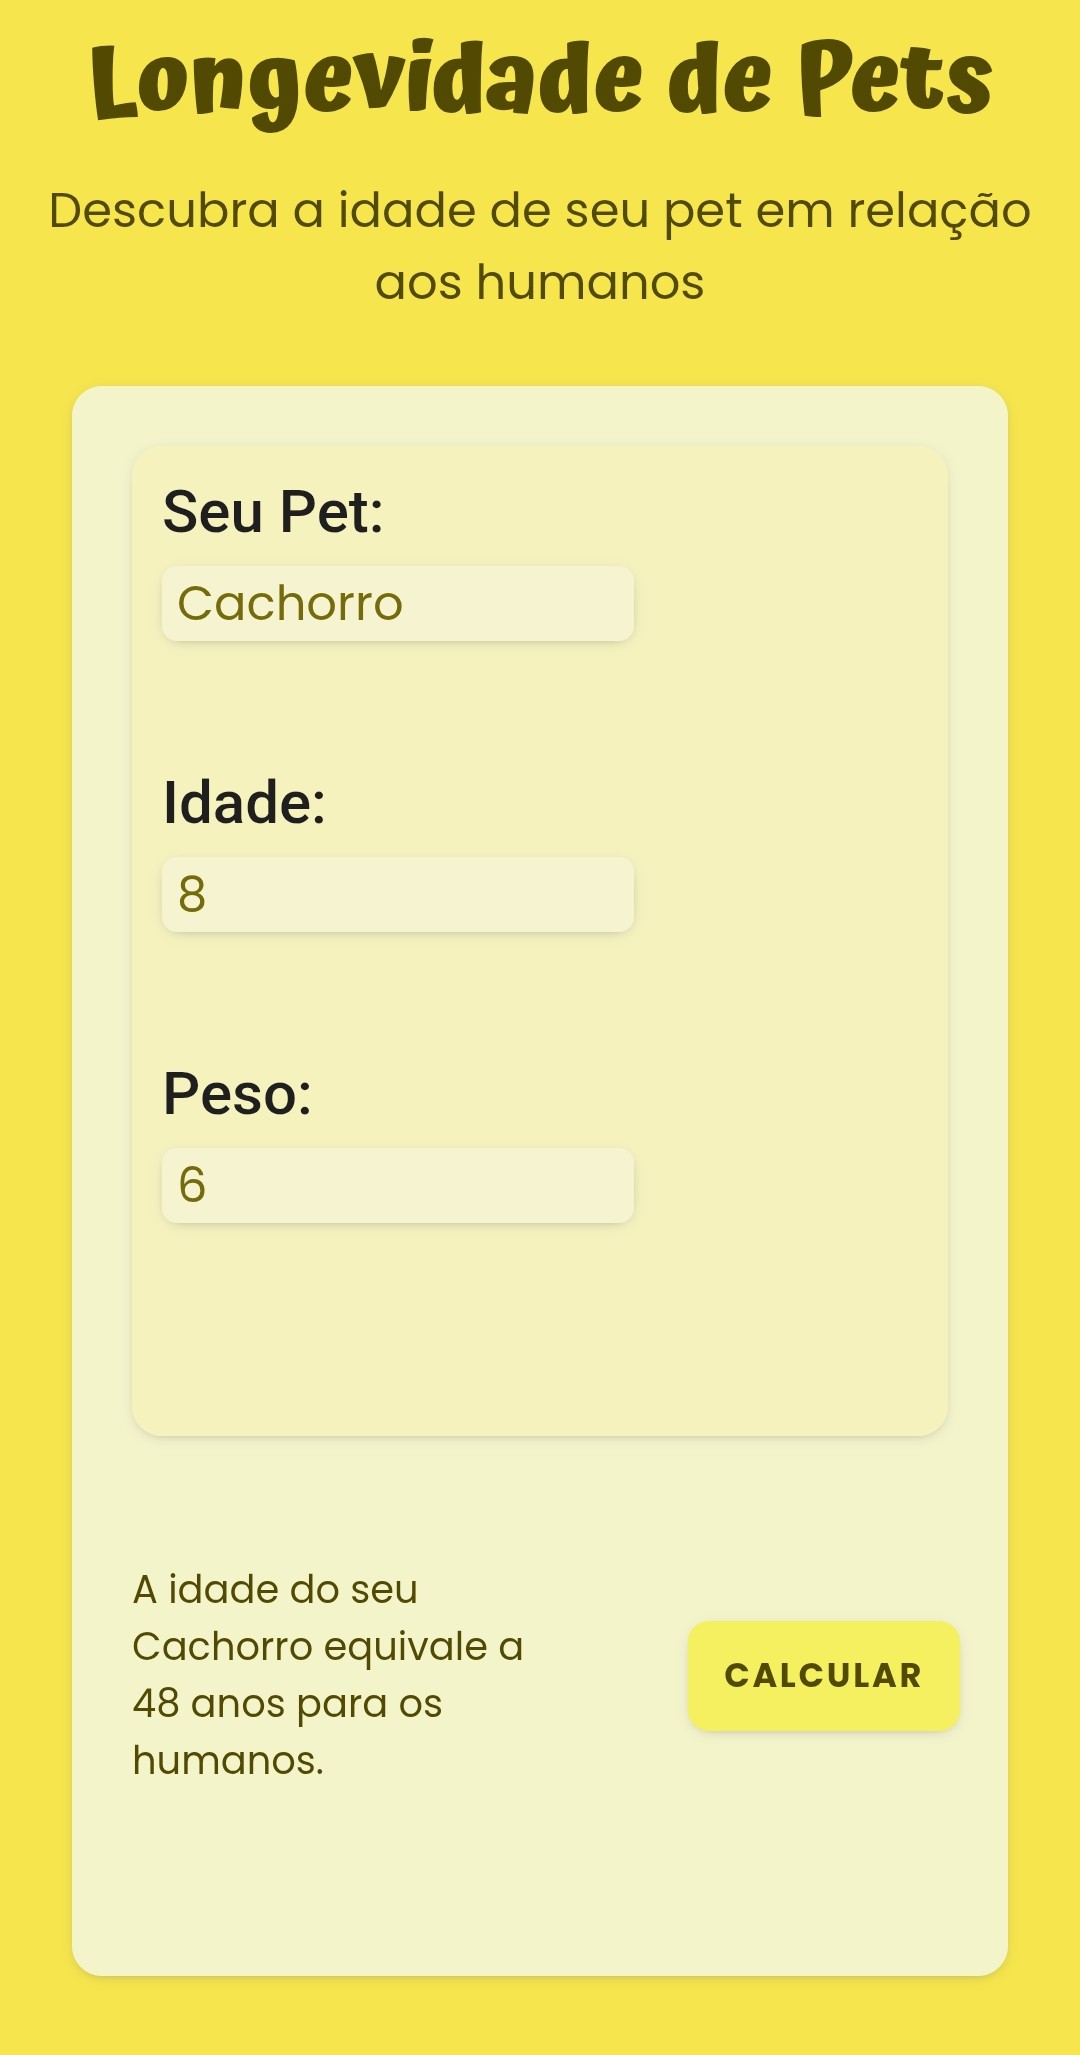 Longevidade de Pets
Descubra a idade de seu pet em relação
aos humanos
Seu Pet:
Cachorro
Idade:
8
Peso:
6
A idade do seu
Cachorro equivale a
48 anos para os
humanos.
CALCULAR